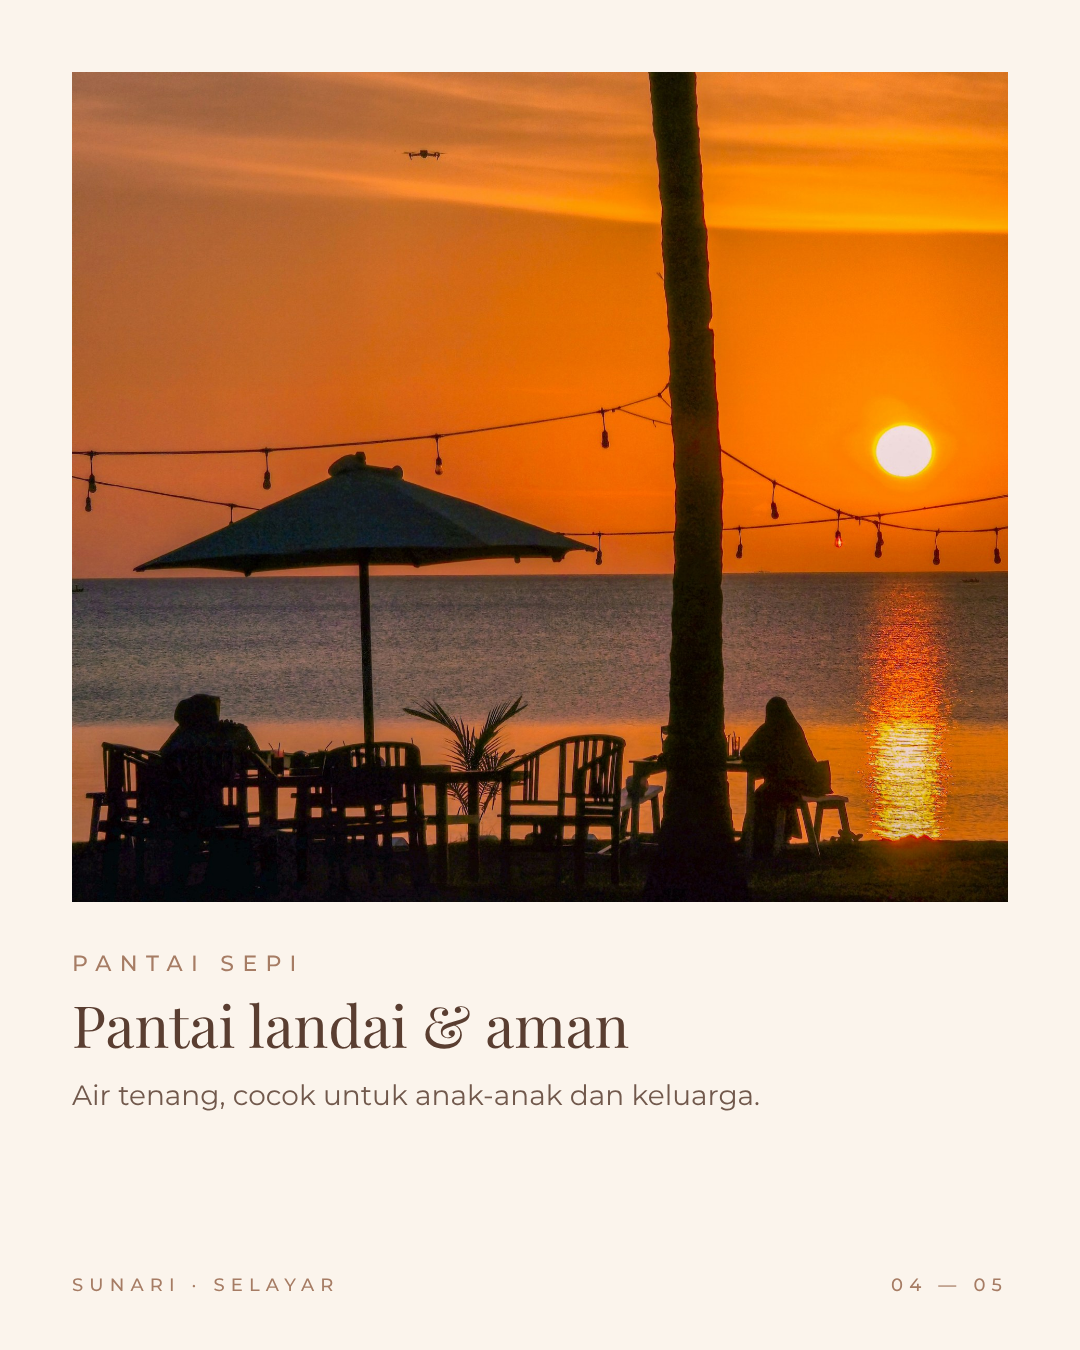 PANTAI SEPI
Pantai landai & aman
Air tenang, cocok untuk anak-anak dan keluarga.
SUNARI · SELAYAR
04 — 05